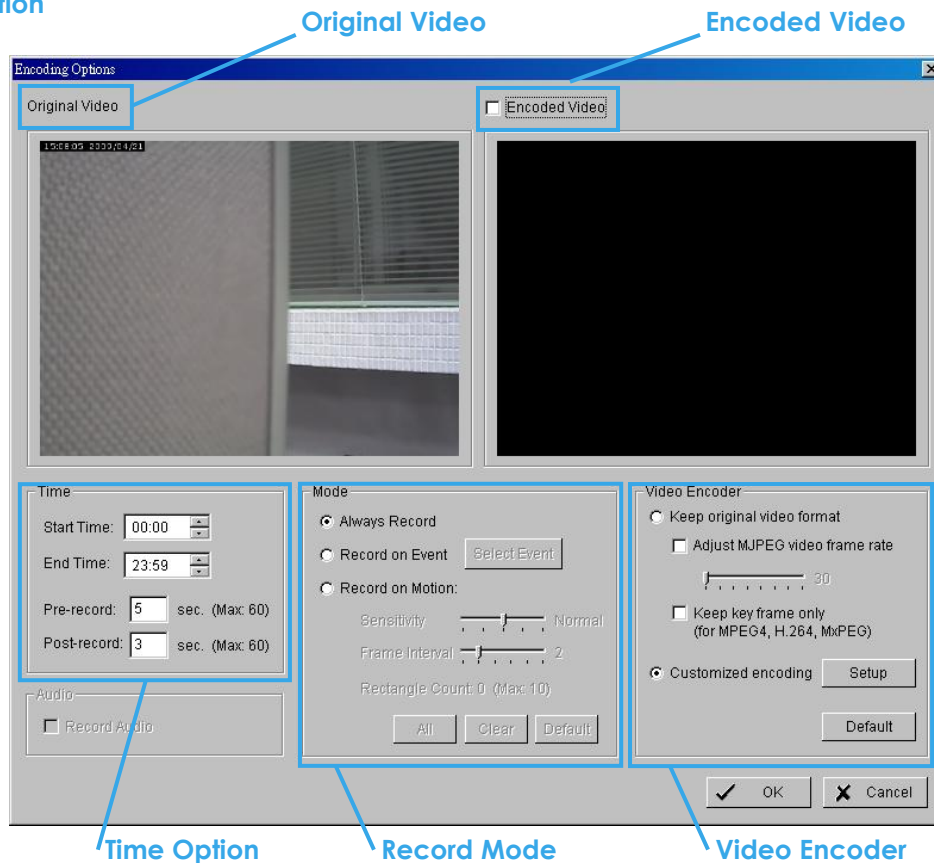 tion
Original Video
Encoded Video
Encoding Options
Original Video
Encoded Video
Time
Start Time: 00:00
End Time: 23:59
Pre-record: 5 sec. (Max: 60)
Post-record: 3 sec. (Max: 60)
Audio
Record Audio
Mode
Always Record
Record on Event Select Event
Record on Motion:
Sensitivity Normal
Frame Interval 2
Rectangle Count: 0 (Max: 10)
All Clear Default
Video Encoder
Keep original video format
Adjust MJPEG video frame rate
30
Keep key frame only
(for MPEG4, H.264, MxPEG)
Customized encoding Setup
Default
OK Cancel
Time Option
Record Mode
Video Encoder